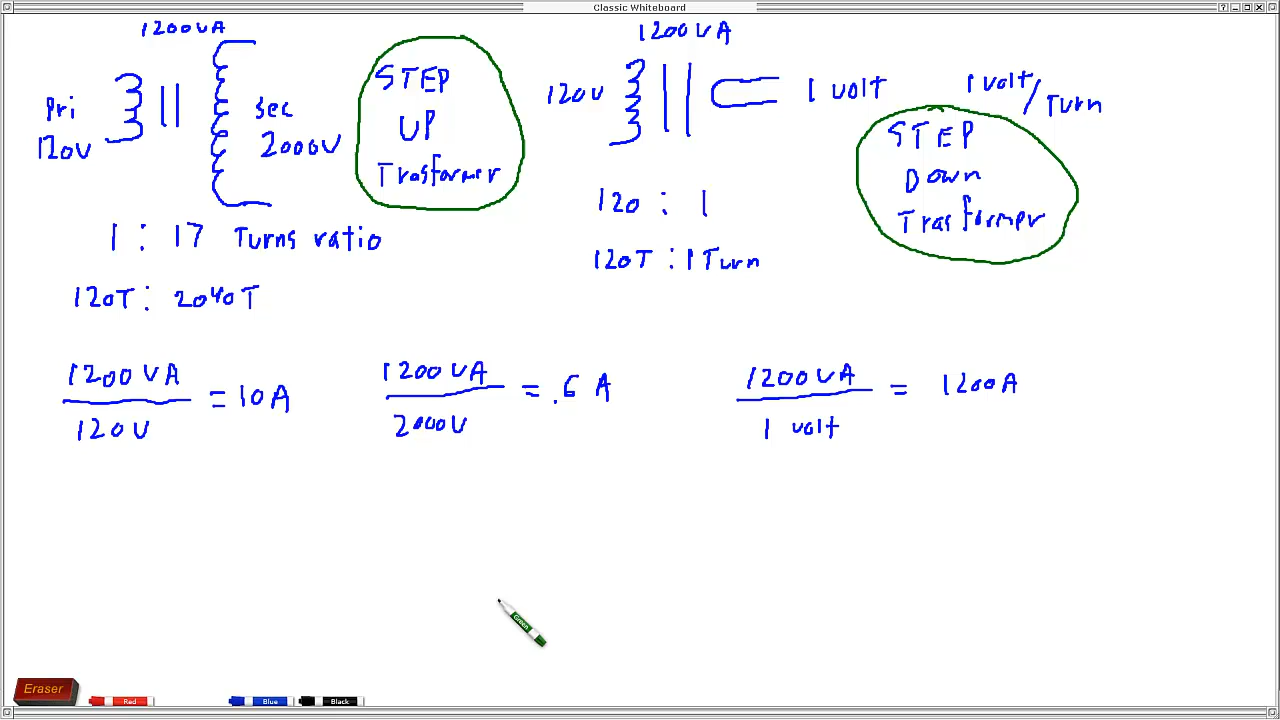 Classic Whiteboard
1200VA
Pri
120V
sec
2000V
STEP
UP
Trasformer
1 : 17 Turns ratio
120T : 2040T
1200VA
120V
1 volt
1 volt/Turn
STEP
Down
Trasformer
120 : 1
120T : 1 Turn
1200VA
120V
= 10A
1200VA
2000V
= .6 A
1200VA
1 volt
= 1200A
Green
Eraser
Red
Blue
Black